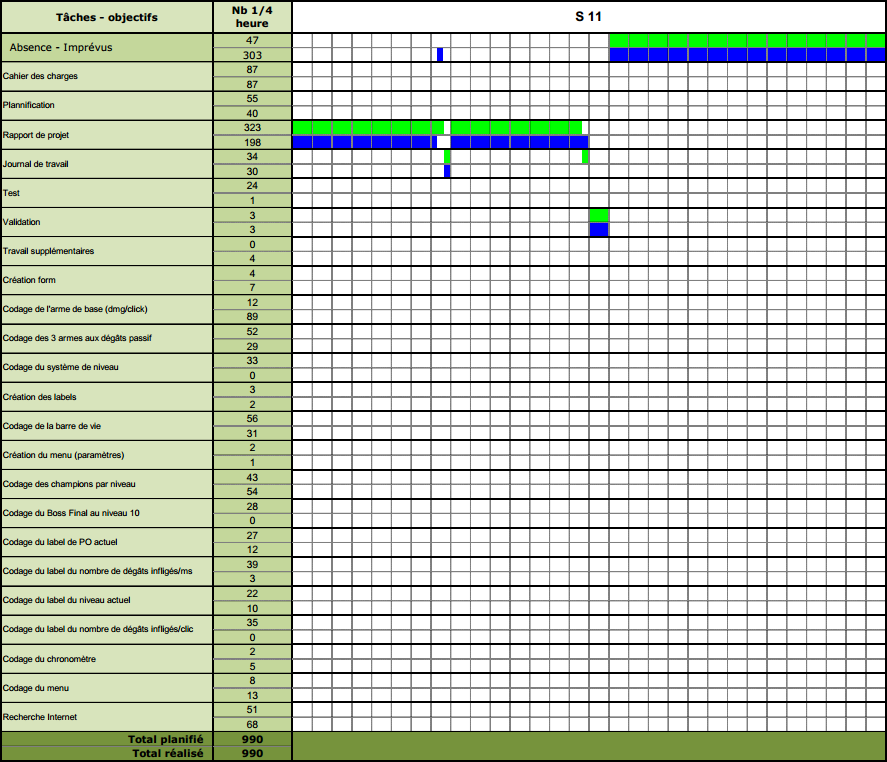 Tâches - objectifs
Nb 1/4
heure
S 11
Absence - Imprévus
47
303
Cahier des charges
87
87
Plannification
55
40
Rapport de projet
323
198
Journal de travail
34
30
Test
24
1
Validation
3
3
Travail supplémentaires
0
4
Création form
4
7
Codage de l'arme de base (dmg/click)
12
89
Codage des 3 armes aux dégâts passif
52
29
Codage du système de niveau
33
0
Création des labels
3
2
Codage de la barre de vie
56
31
Création du menu (paramètres)
2
1
Codage des champions par niveau
43
54
Codage du Boss Final au niveau 10
28
0
Codage du label de PO actuel
27
12
Codage du label du nombre de dégâts infligés/ms
39
3
Codage du label du niveau actuel
22
10
Codage du label du nombre de dégâts infligés/clic
35
0
Codage du chronomètre
2
5
Codage du menu
8
13
Recherche Internet
51
68
Total planifié 990
Total réalisé 990